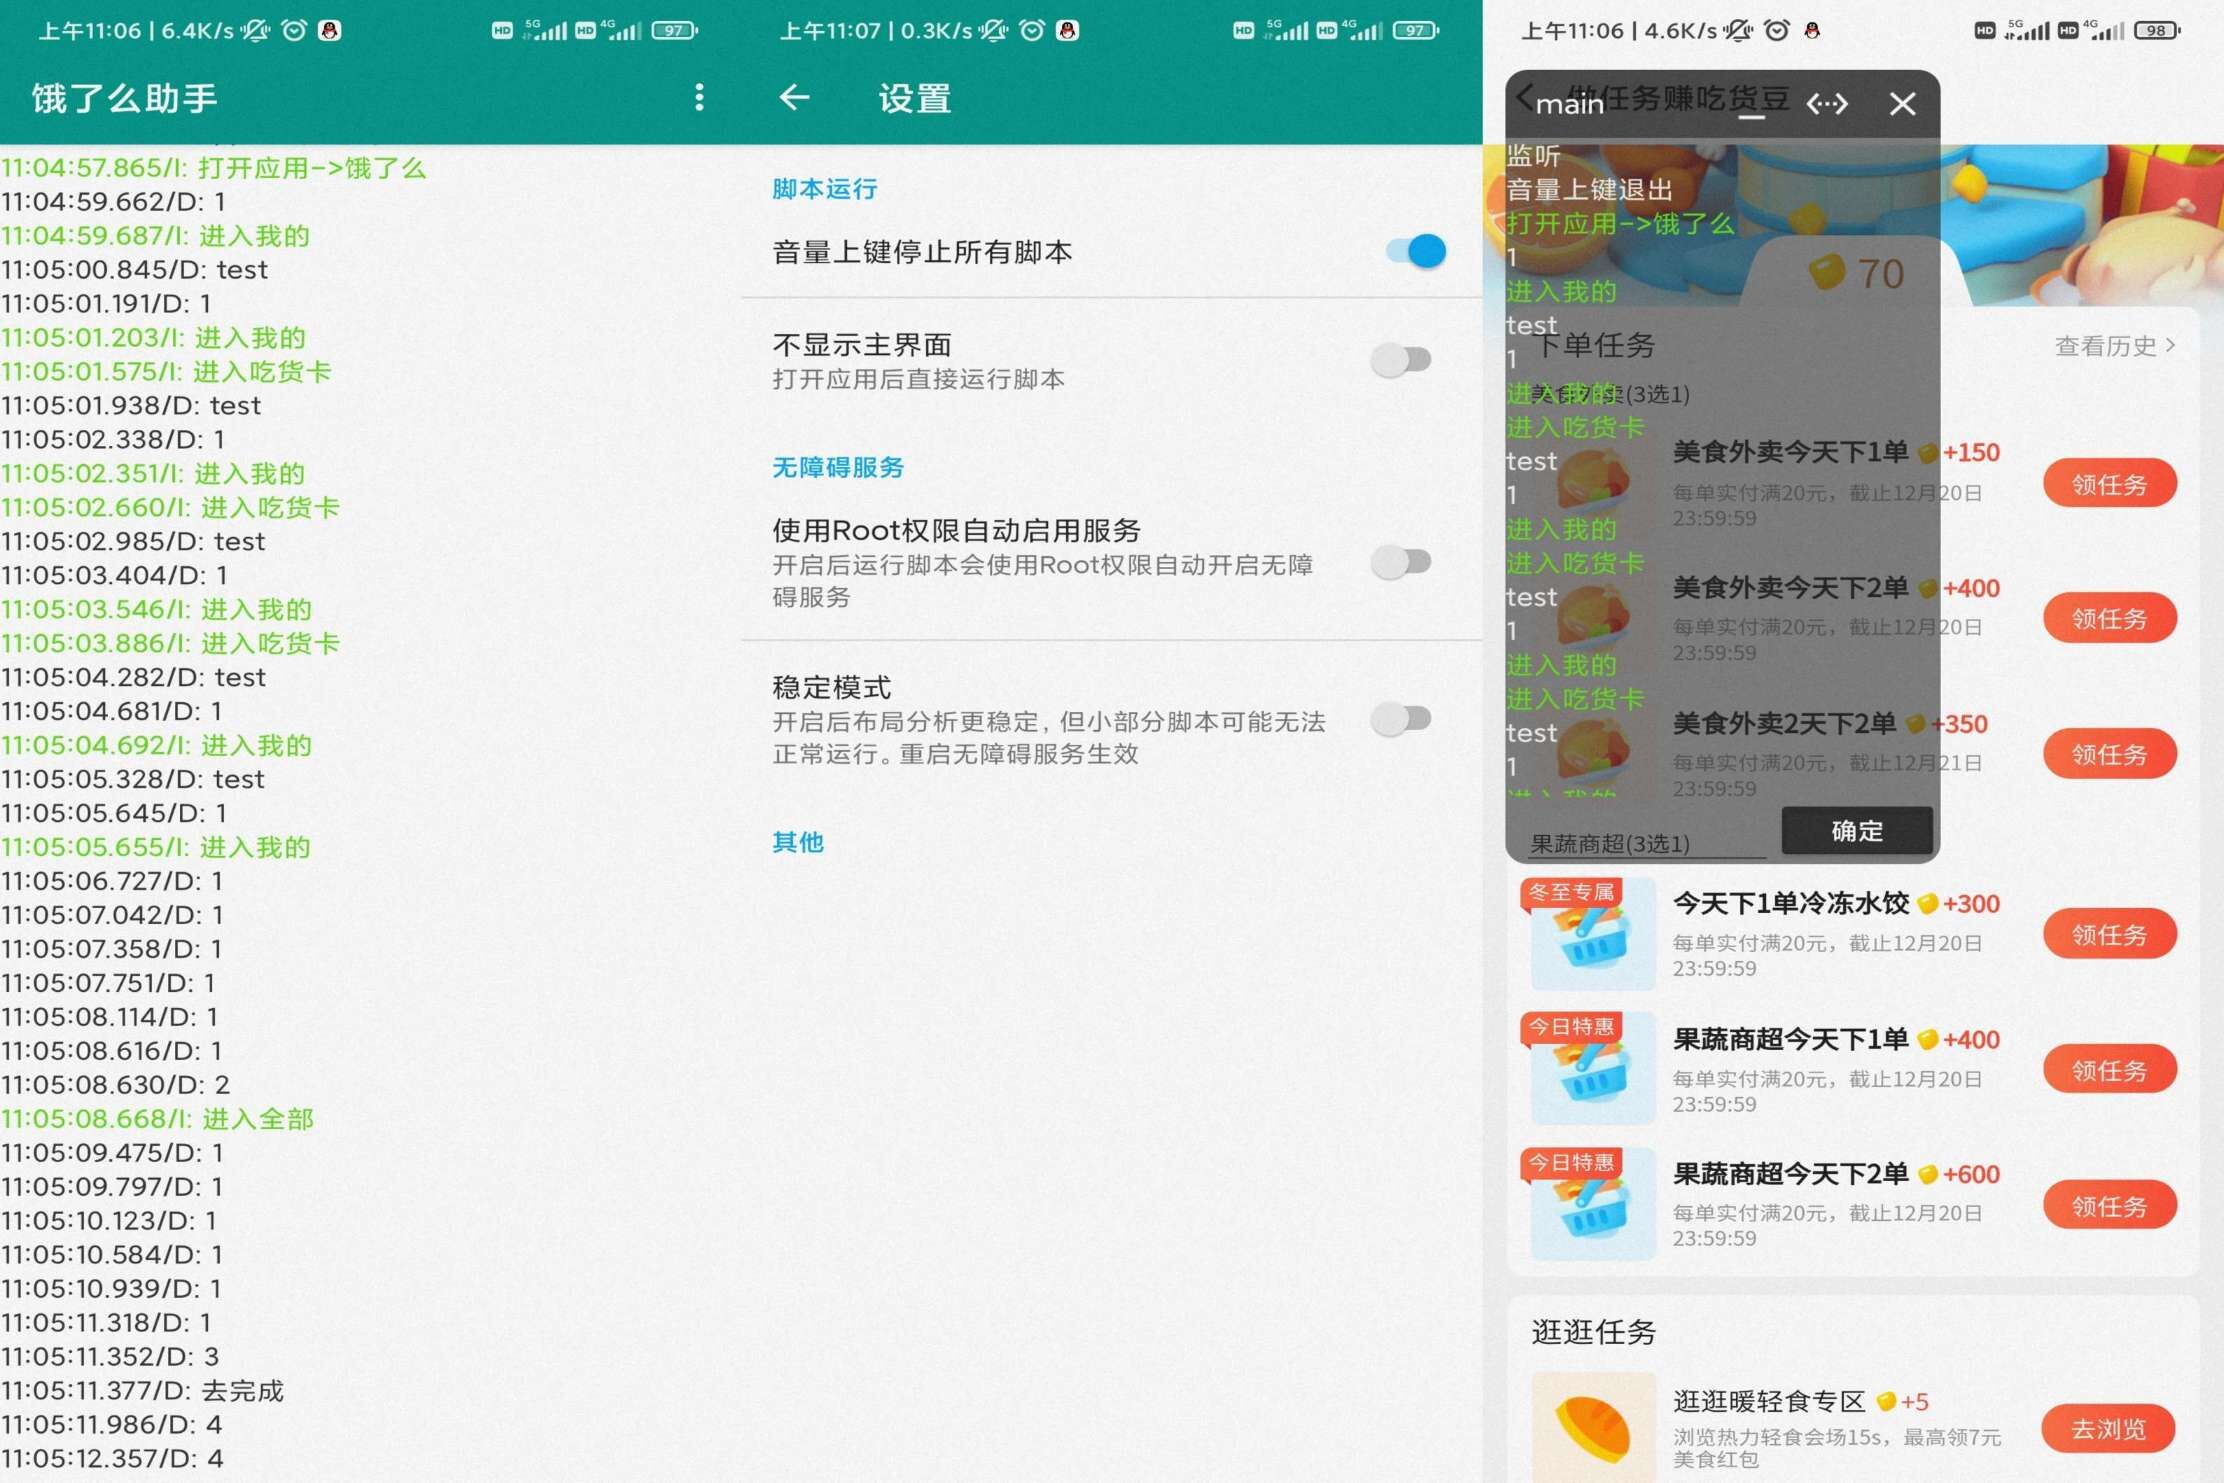 上午11:06 | 6.4K/s
HD 5G HD 4G 97
饿了么助手
11:04:57.865/I: 打开应用->饿了么
11:04:59.662/D: 1
11:04:59.687/I: 进入我的
11:05:00.845/D: test
11:05:01.191/D: 1
11:05:01.203/I: 进入我的
11:05:01.575/I: 进入吃货卡
11:05:01.938/D: test
11:05:02.338/D: 1
11:05:02.351/I: 进入我的
11:05:02.660/I: 进入吃货卡
11:05:02.985/D: test
11:05:03.404/D: 1
11:05:03.546/I: 进入我的
11:05:03.886/I: 进入吃货卡
11:05:04.282/D: test
11:05:04.681/D: 1
11:05:04.692/I: 进入我的
11:05:05.328/D: test
11:05:05.645/D: 1
11:05:05.655/I: 进入我的
11:05:06.727/D: 1
11:05:07.042/D: 1
11:05:07.358/D: 1
11:05:07.751/D: 1
11:05:08.114/D: 1
11:05:08.616/D: 1
11:05:08.630/D: 2
11:05:08.668/I: 进入全部
11:05:09.475/D: 1
11:05:09.797/D: 1
11:05:10.123/D: 1
11:05:10.584/D: 1
11:05:10.939/D: 1
11:05:11.318/D: 1
11:05:11.352/D: 3
11:05:11.377/D: 去完成
11:05:11.986/D: 4
11:05:12.357/D: 4
上午11:07 | 0.3K/s
HD 5G HD 4G 97
设置
脚本运行
音量上键停止所有脚本
不显示主界面
打开应用后直接运行脚本
无障碍服务
使用Root权限自动启用服务
开启后运行脚本会使用Root权限自动开启无障
碍服务
稳定模式
开启后布局分析更稳定，但小部分脚本可能无法
正常运行。重启无障碍服务生效
其他
上午11:06 | 4.6K/s
HD 5G HD 4G 98
做任务赚吃货豆
main
监听
音量上键退出
打开应用->饿了么
1
进入我的
test
1
进入我的
进入吃货卡
test
1
进入我的
进入吃货卡
test
1
进入我的
进入吃货卡
test
1
进入我的
确定
70
下单任务
查看历史
美食外卖(3选1)
美食外卖今天下1单 +150
每单实付满20元，截止12月20日
23:59:59
领任务
美食外卖今天下2单 +400
每单实付满20元，截止12月20日
23:59:59
领任务
美食外卖2天下2单 +350
每单实付满20元，截止12月21日
23:59:59
领任务
果蔬商超(3选1)
冬至专属
今天下1单冷冻水饺 +300
每单实付满20元，截止12月20日
23:59:59
领任务
今日特惠
果蔬商超今天下1单 +400
每单实付满20元，截止12月20日
23:59:59
领任务
今日特惠
果蔬商超今天下2单 +600
每单实付满20元，截止12月20日
23:59:59
领任务
逛逛任务
逛逛暖轻食专区 +5
浏览热力轻食会场15s，最高领7元
美食红包
去浏览